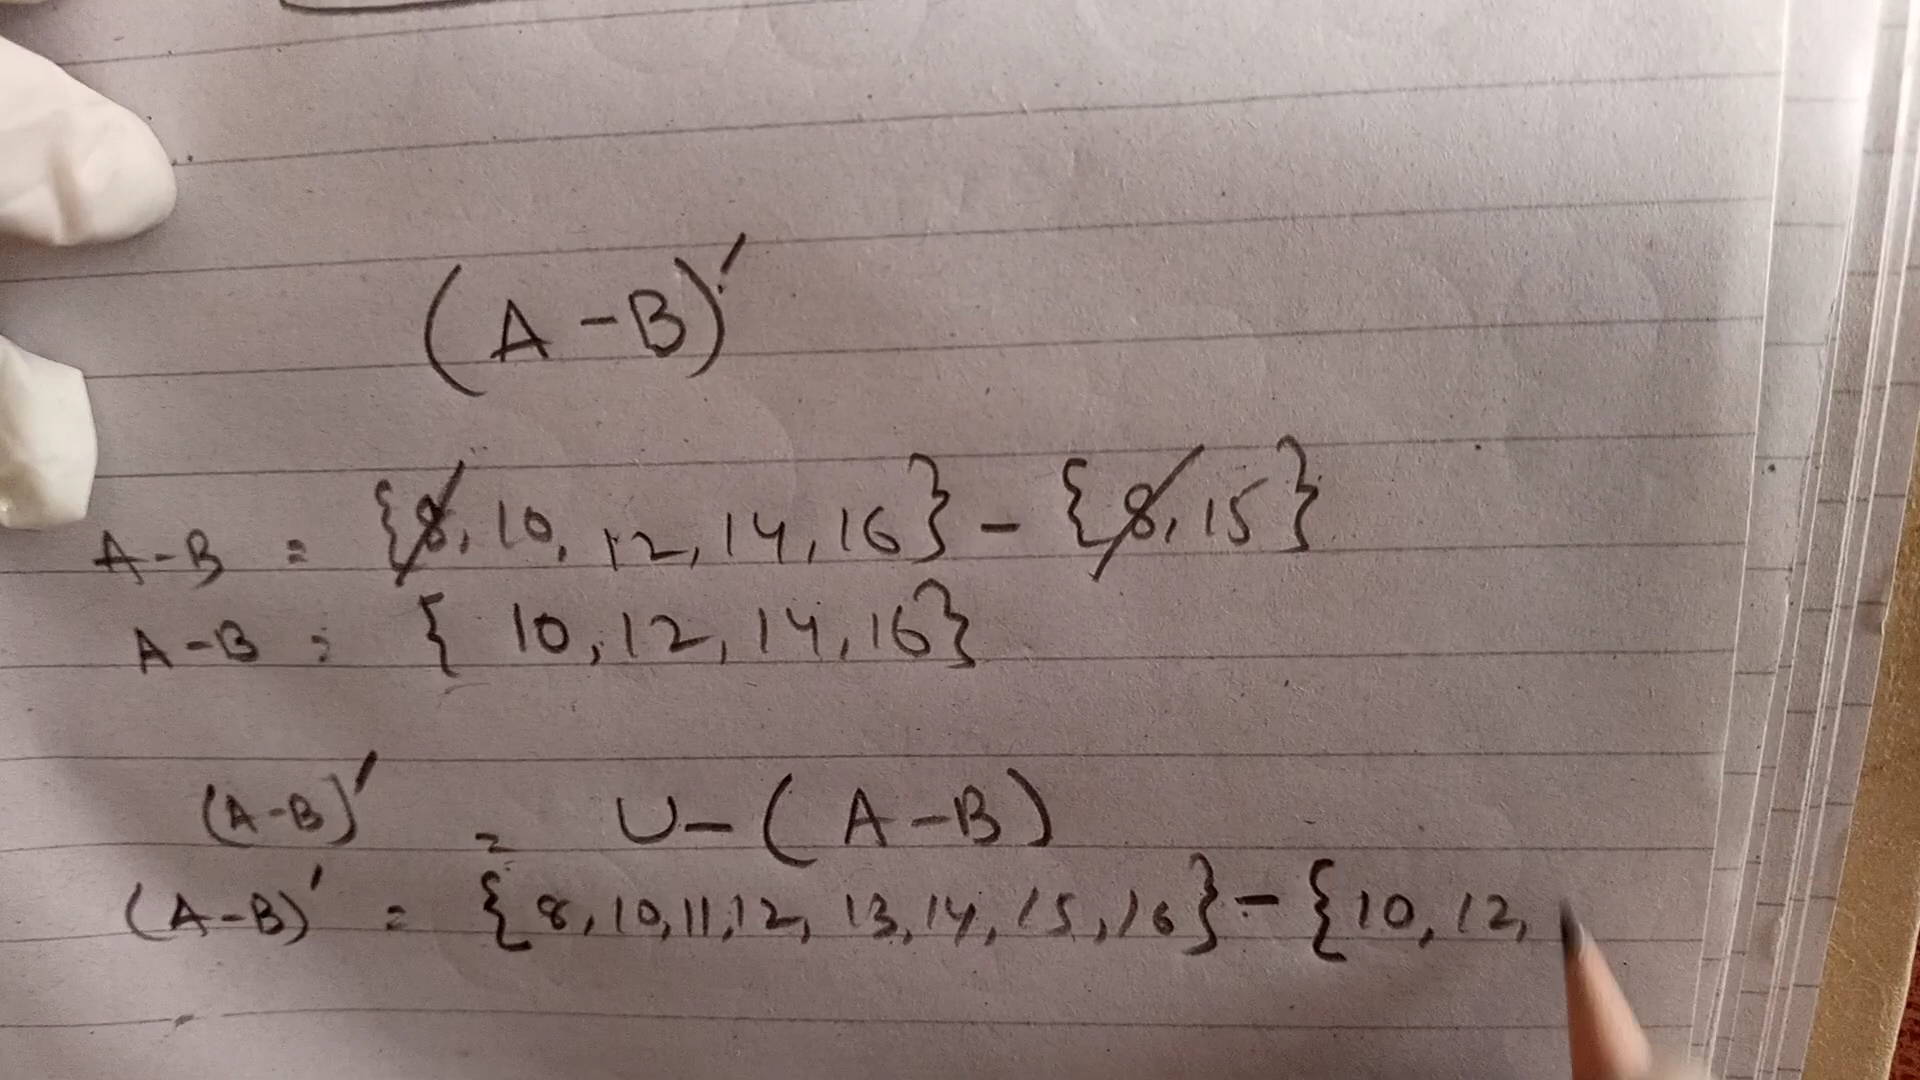 (A-B)'
A-B = {8, 10, 12, 14, 16} - {8, 15}
A-B = { 10, 12, 14, 16}
(A-B)' = U-(A-B)
(A-B)' = {8, 10, 11, 12, 13, 14, 15, 16} - {10, 12,